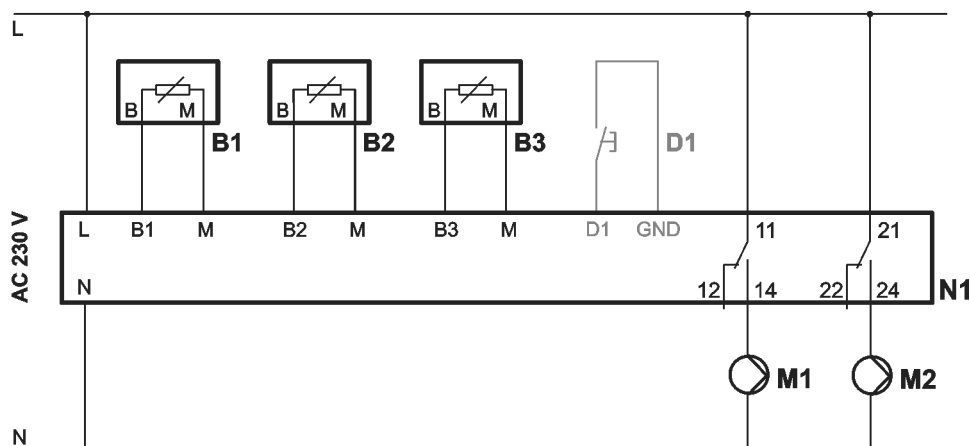 L
B M B M B M
B1 B2 B3 D1
AC 230 V
L B1 M B2 M B3 M D1 GND 11 21
N 12 14 22 24 N1
M1 M2
N